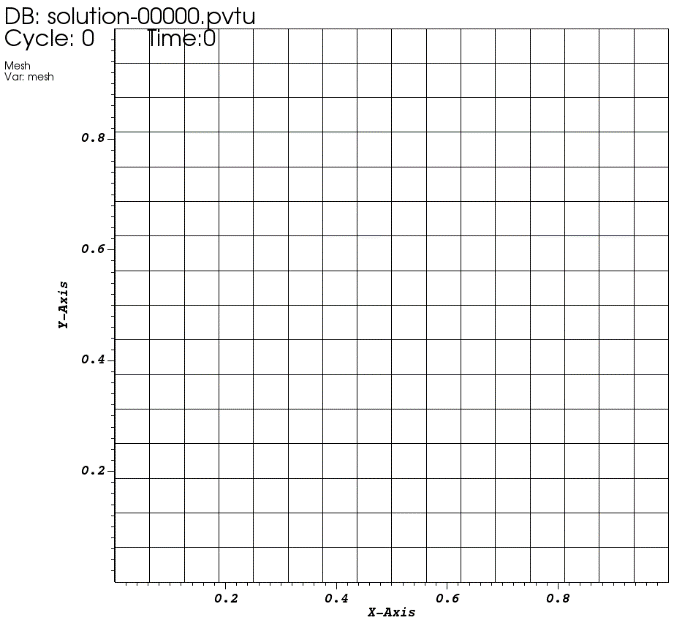 DB: solution-00000.pvtu
Cycle: 0 Time:0
Mesh
Var: mesh
0.8
0.6
Y-Axis
0.4
0.2
0.2 0.4 0.6 0.8
X-Axis